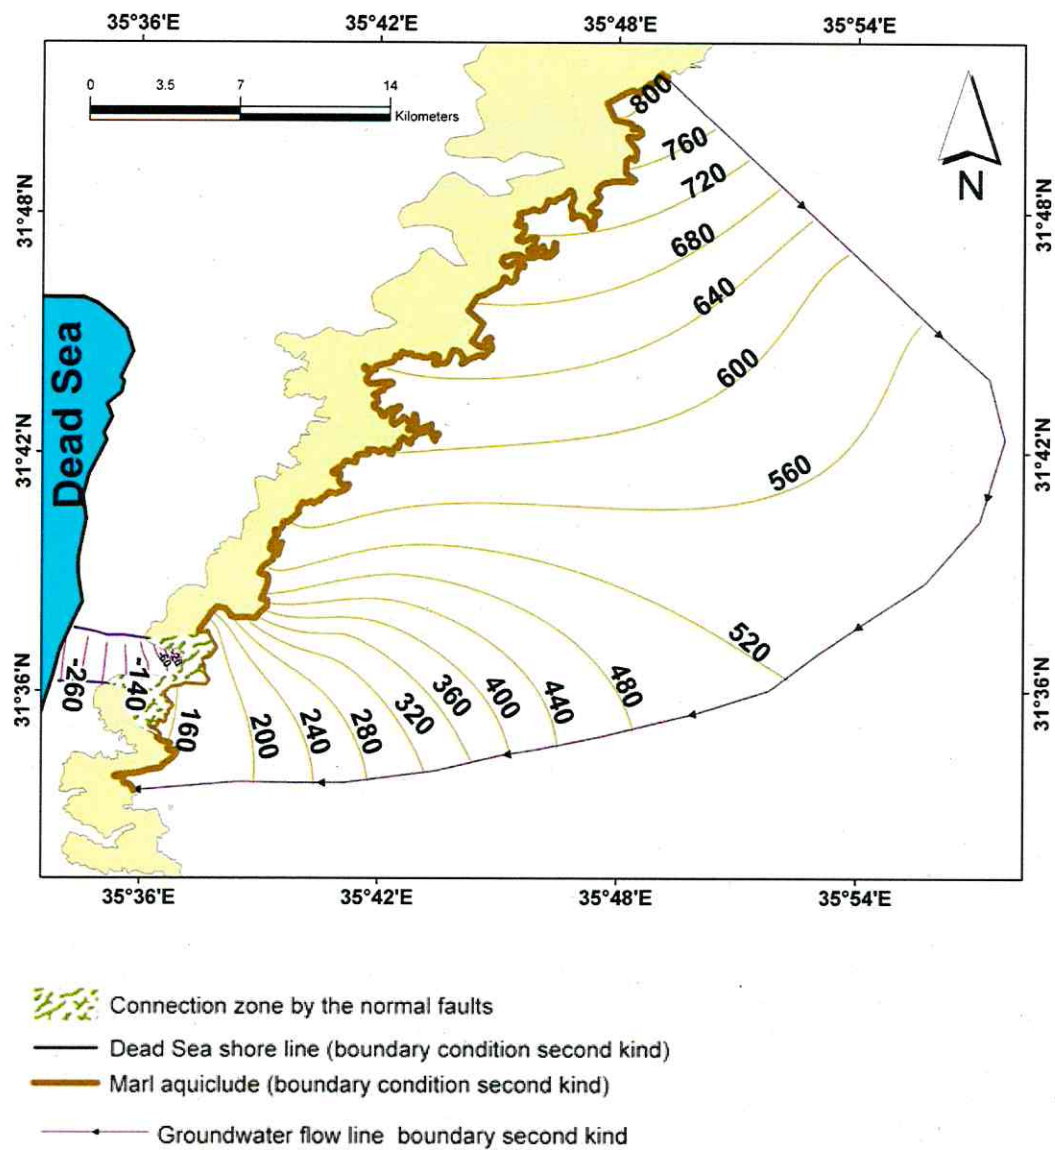 35°36'E 35°42'E 35°48'E 35°54'E
0 3.5 7 14
Kilometers
N
31°48'N 31°48'N
31°42'N 31°42'N
31°36'N 31°36'N
Dead Sea
800
760
720
680
640
600
560
520
480
440
400
360
320
280
240
200
160
-20
-60
-140
-260
35°36'E 35°42'E 35°48'E 35°54'E
Connection zone by the normal faults
Dead Sea shore line (boundary condition second kind)
Marl aquiclude (boundary condition second kind)
Groundwater flow line boundary second kind